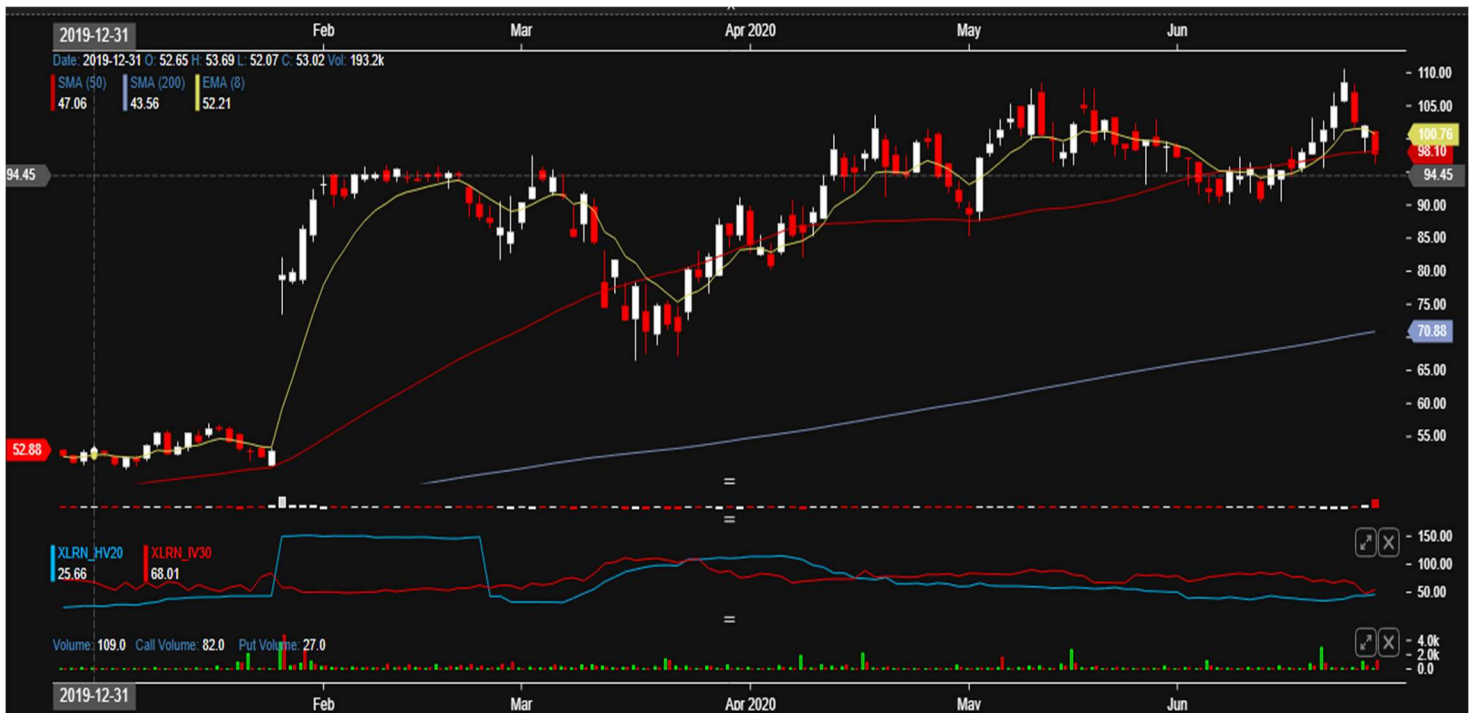 2019-12-31 Feb Mar Apr 2020 May Jun
Date: 2019-12-31 O: 52.65 H: 53.69 L: 52.07 C: 53.02 Vol: 193.2k
SMA (50) SMA (200) EMA (8)
47.06 43.56 52.21
110.00
105.00
100.76
98.10
94.45 94.45
90.00
85.00
80.00
75.00
70.88
65.00
60.00
55.00
52.88
XLRN_HV20 XLRN_IV30
25.66 68.01
150.00
100.00
50.00
Volume: 109.0 Call Volume: 82.0 Put Volume: 27.0
4.0k
2.0k
0.0
2019-12-31 Feb Mar Apr 2020 May Jun